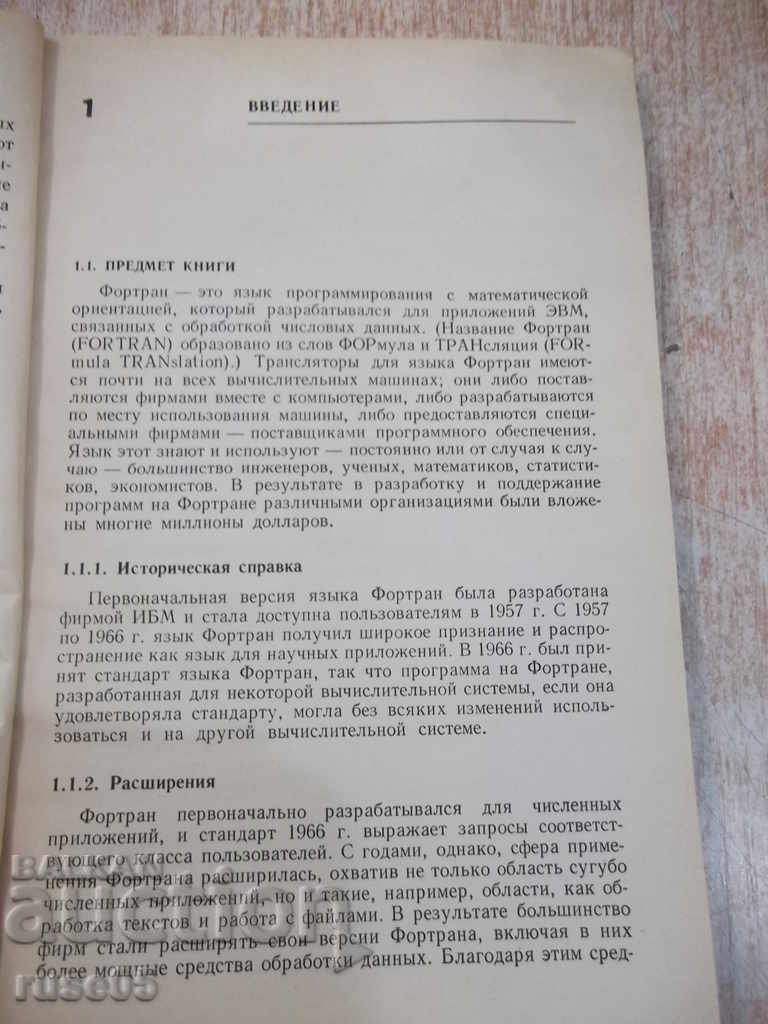 1 ВВЕДЕНИЕ
1.1. ПРЕДМЕТ КНИГИ
Фортран — это язык программирования с математической
ориентацией, который разрабатывался для приложений ЭВМ,
связанных с обработкой числовых данных. (Название Фортран
(FORTRAN) образовано из слов ФОРмула и ТРАНсляция (FOR-
mula TRANslation).) Трансляторы для языка Фортран имеют-
ся почти на всех вычислительных машинах; они либо постав-
ляются фирмами вместе с компьютерами, либо разрабатываются
по месту использования машины, либо предоставляются специ-
альными фирмами — поставщиками программного обеспечения.
Язык этот знают и используют — постоянно или от случая к слу-
чаю — большинство инженеров, ученых, математиков, статисти-
ков, экономистов. В результате в разработку и поддержание
программ на Фортране различными организациями были вложе-
ны многие миллионы долларов.
1.1.1. Историческая справка
Первоначальная версия языка Фортран была разработана
фирмой ИБМ и стала доступна пользователям в 1957 г. С 1957
по 1966 г. язык Фортран получил широкое признание и распро-
странение как язык для научных приложений. В 1966 г. был при-
нят стандарт языка Фортран, так что программа на Фортране,
разработанная для некоторой вычислительной системы, если она
удовлетворяла стандарту, могла без всяких изменений исполь-
зоваться и на другой вычислительной системе.
1.1.2. Расширения
Фортран первоначально разрабатывался для численных
приложений, и стандарт 1966 г. выражает запросы соответст-
вующего класса пользователей. С годами, однако, сфера приме-
нения Фортрана расширилась, охватив не только область сугубо
численных приложений, но и такие, например, области, как об-
работка текстов и работа с файлами. В результате большинство
фирм стали расширять свои версии Фортрана, включая в них
более мощные средства обработки данных. Благодаря этим сред-
BALKAN
auction
ruse05